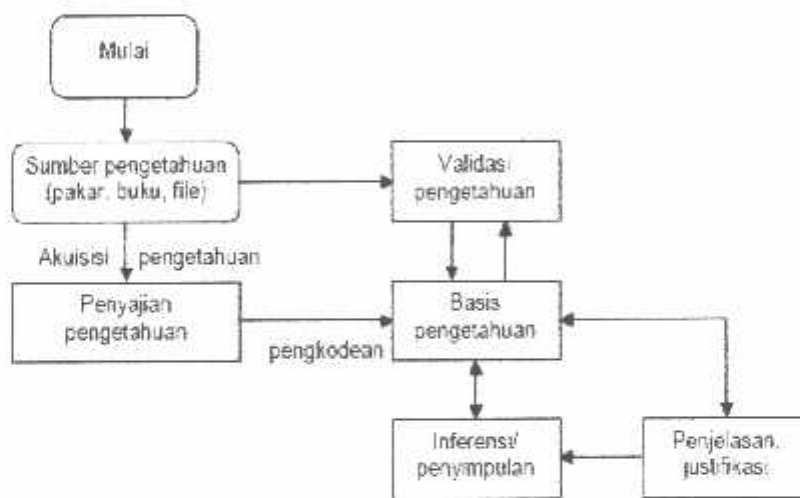 Mulai
Sumber pengetahuan
(pakar, buku, file)
Validasi
pengetahuan
Akuisisi pengetahuan
Penyajian
pengetahuan
pengkodean
Basis
pengetahuan
Inferensi/
penyimpulan
Penjelasan,
justifikasi